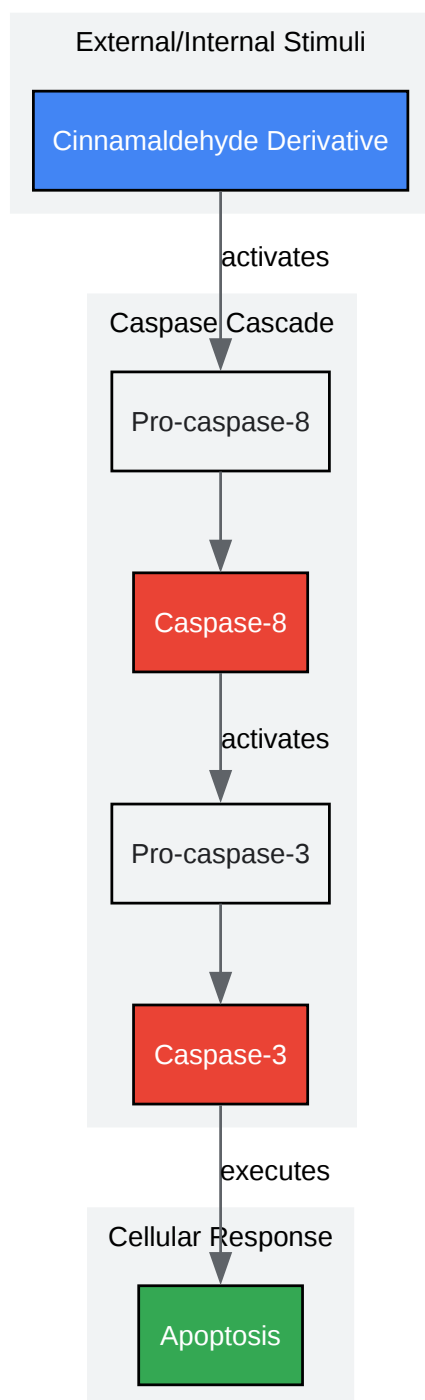 External/Internal Stimuli
Cinnamaldehyde Derivative
activates
Caspase Cascade
Pro-caspase-8
Caspase-8
activates
Pro-caspase-3
Caspase-3
executes
Cellular Response
Apoptosis